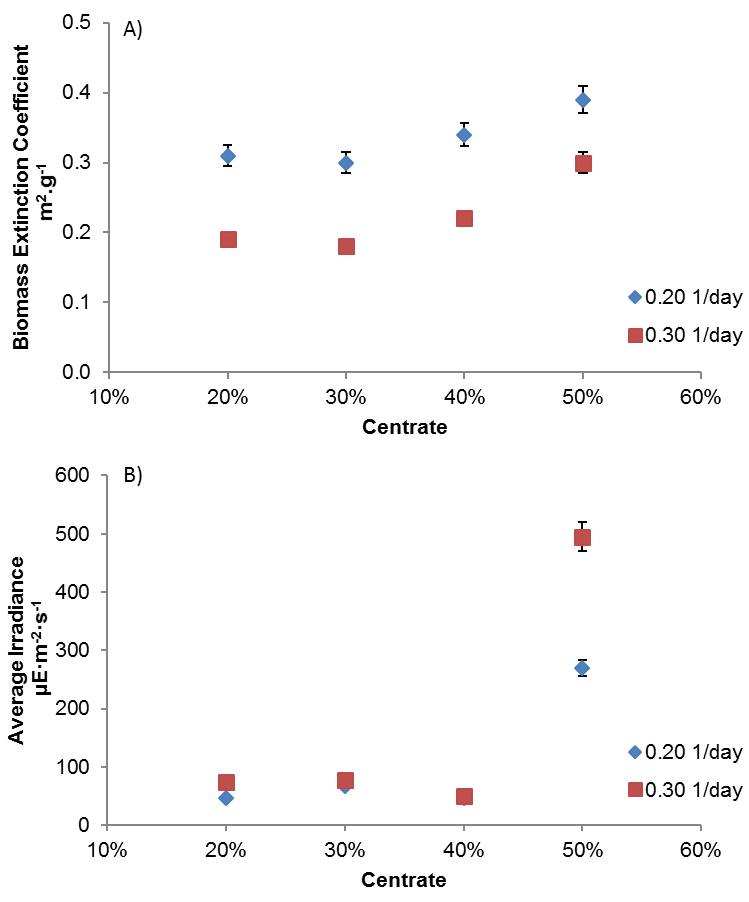 A)
Biomass Extinction Coefficient
m²·g⁻¹
0.5
0.4
0.3
0.2
0.1
0.0
10% 20% 30% 40% 50% 60%
Centrate
0.20 1/day
0.30 1/day
B)
Average Irradiance
µE·m⁻²·s⁻¹
600
500
400
300
200
100
0
10% 20% 30% 40% 50% 60%
Centrate
0.20 1/day
0.30 1/day